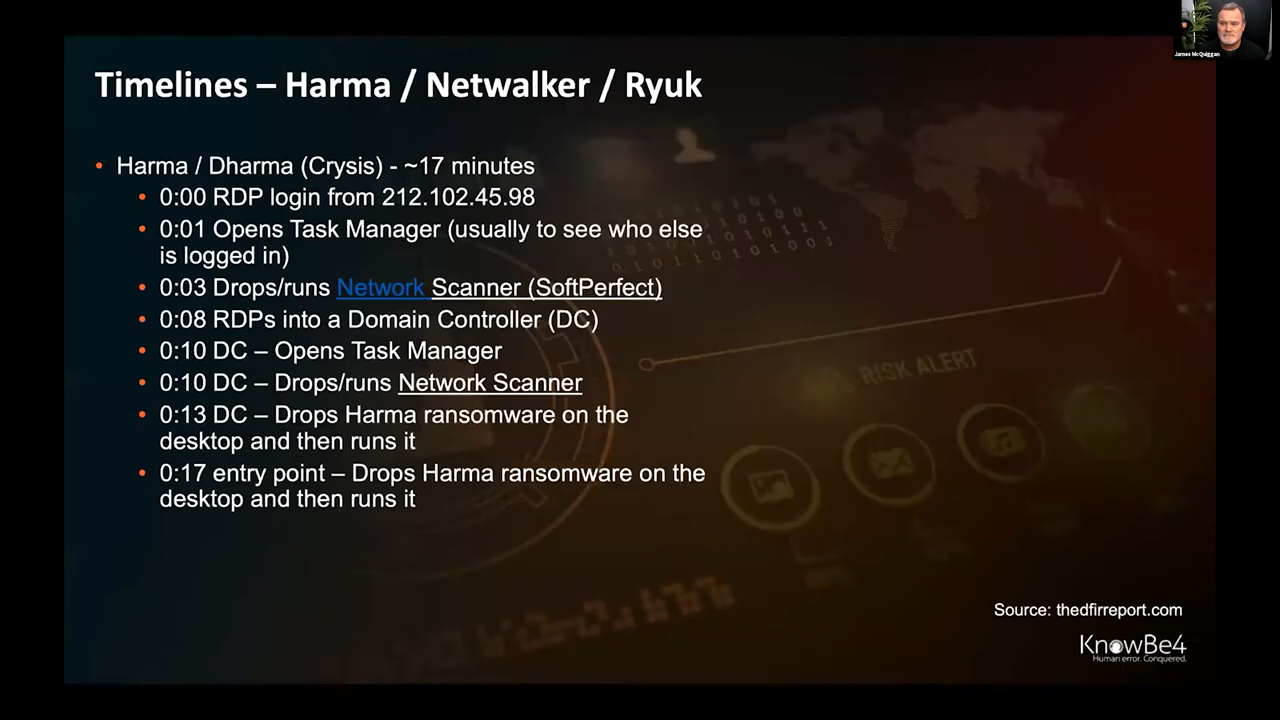 James McQuiggan
Timelines – Harma / Netwalker / Ryuk
• Harma / Dharma (Crysis) - ~17 minutes
• 0:00 RDP login from 212.102.45.98
• 0:01 Opens Task Manager (usually to see who else
is logged in)
• 0:03 Drops/runs Network Scanner (SoftPerfect)
• 0:08 RDPs into a Domain Controller (DC)
• 0:10 DC – Opens Task Manager
• 0:10 DC – Drops/runs Network Scanner
• 0:13 DC – Drops Harma ransomware on the
desktop and then runs it
• 0:17 entry point – Drops Harma ransomware on the
desktop and then runs it
RISK ALERT
Source: thedfirreport.com
KnowBe4
Human error. Conquered.